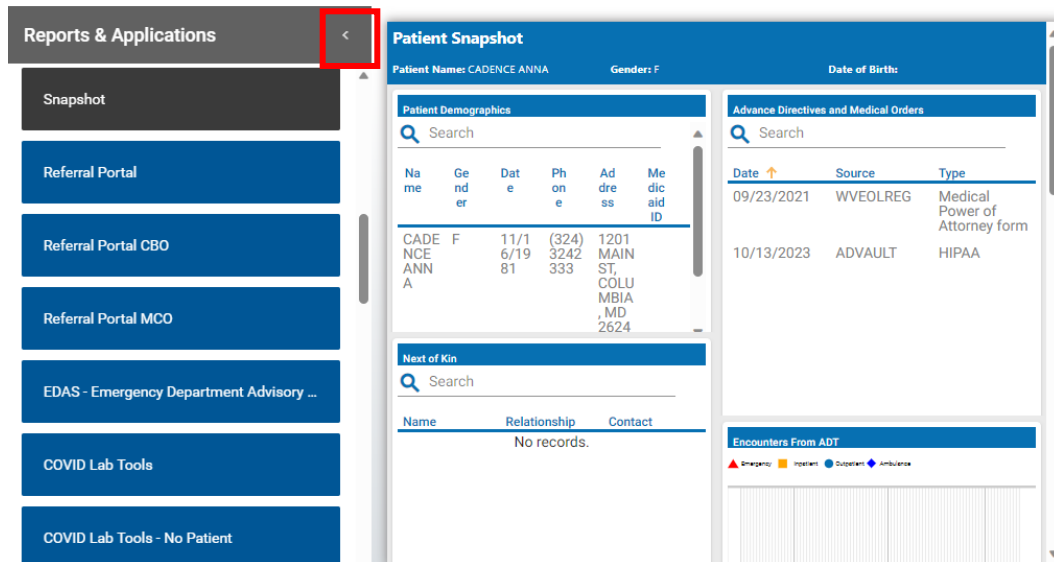 Reports & Applications
Snapshot
Referral Portal
Referral Portal CBO
Referral Portal MCO
EDAS - Emergency Department Advisory ...
COVID Lab Tools
COVID Lab Tools - No Patient
Patient Snapshot
Patient Name: CADENCE ANNA Gender: F Date of Birth:
Patient Demographics
Search
Na Ge Dat Ph Ad Me
me nd e on dre dic
er e ss aid
ID
CADE F 11/1 (324) 1201
NCE 6/19 3242 MAIN
ANN 81 333 ST,
A COLU
MBIA
, MD
2624
Next of Kin
Search
Name Relationship Contact
No records.
Advance Directives and Medical Orders
Search
Date ↑ Source Type
09/23/2021 WVEOLREG Medical
Power of
Attorney form
10/13/2023 ADVAULT HIPAA
Encounters From ADT
Emergency Inpatient Outpatient Ambulance